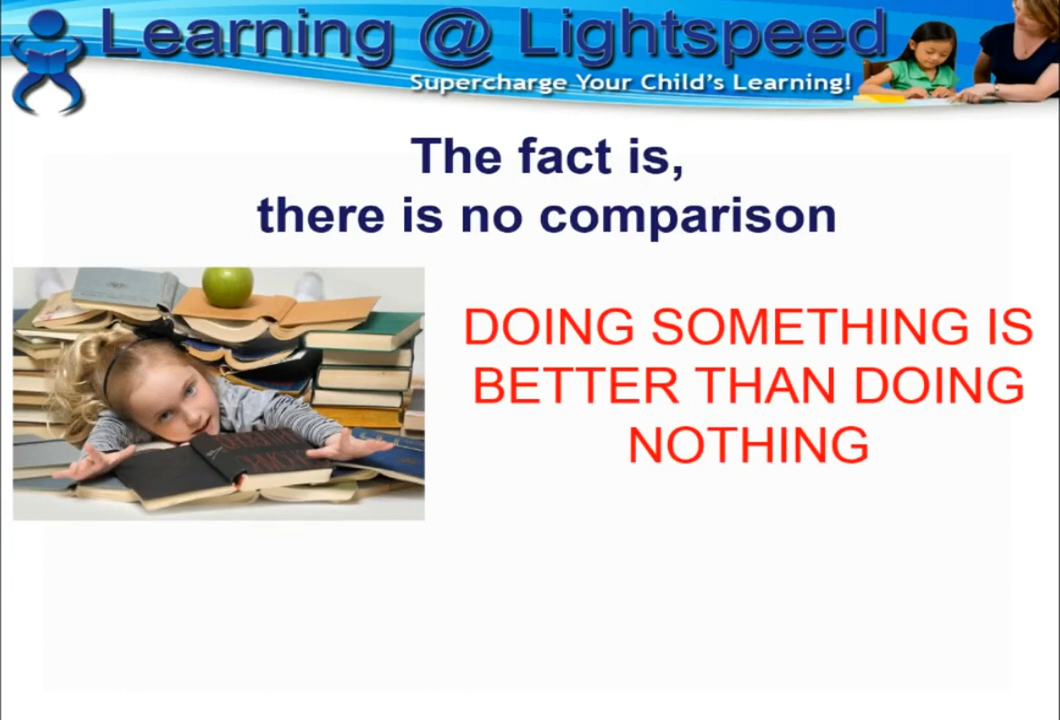 Learning @ Lightspeed
Supercharge Your Child's Learning!
The fact is,
there is no comparison
DOING SOMETHING IS
BETTER THAN DOING
NOTHING